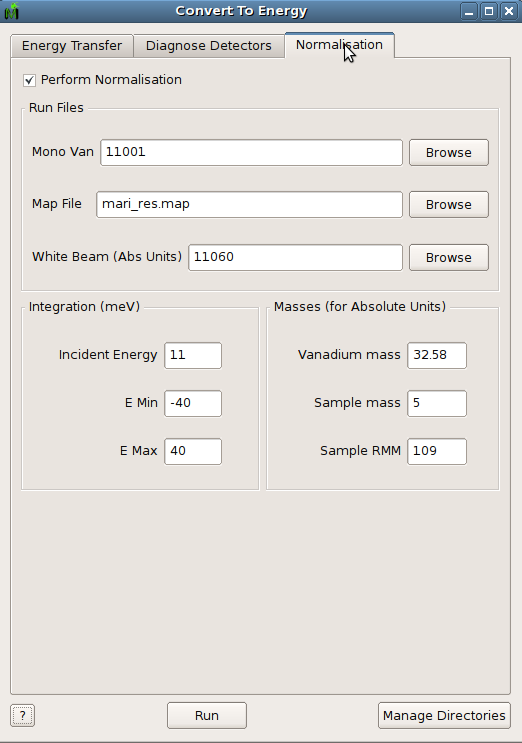 Convert To Energy
Energy Transfer Diagnose Detectors Normalisation
Perform Normalisation
Run Files
Mono Van 11001 Browse
Map File mari_res.map Browse
White Beam (Abs Units) 11060 Browse
Integration (meV) Masses (for Absolute Units)
Incident Energy 11 Vanadium mass 32.58
E Min -40 Sample mass 5
E Max 40 Sample RMM 109
? Run Manage Directories